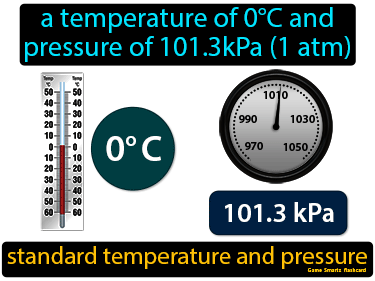 a temperature of 0°C and
pressure of 101.3kPa (1 atm)
Temp Temp
50 50
40 40
30 30
20 20
10 10
0 0
10 10
20 20
30 30
40 40
50 50
60 60
0° C
1010
990 1030
970 1050
101.3 kPa
standard temperature and pressure
Game Smartz flashcard